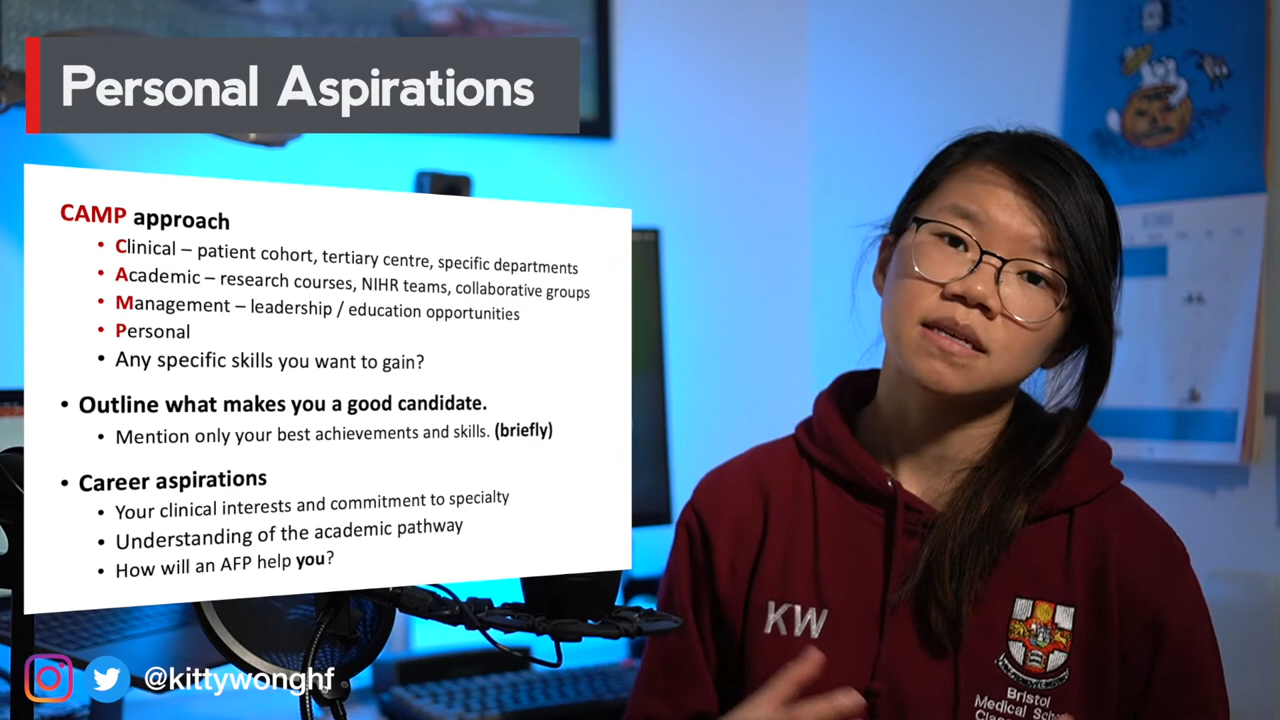 Personal Aspirations
CAMP approach
• Clinical – patient cohort, tertiary centre, specific departments
• Academic – research courses, NIHR teams, collaborative groups
• Management – leadership / education opportunities
• Personal
• Any specific skills you want to gain?
• Outline what makes you a good candidate.
• Mention only your best achievements and skills. (briefly)
• Career aspirations
• Your clinical interests and commitment to specialty
• Understanding of the academic pathway
• How will an AFP help you?
@kittywonghf
KW
Bristol
Medical